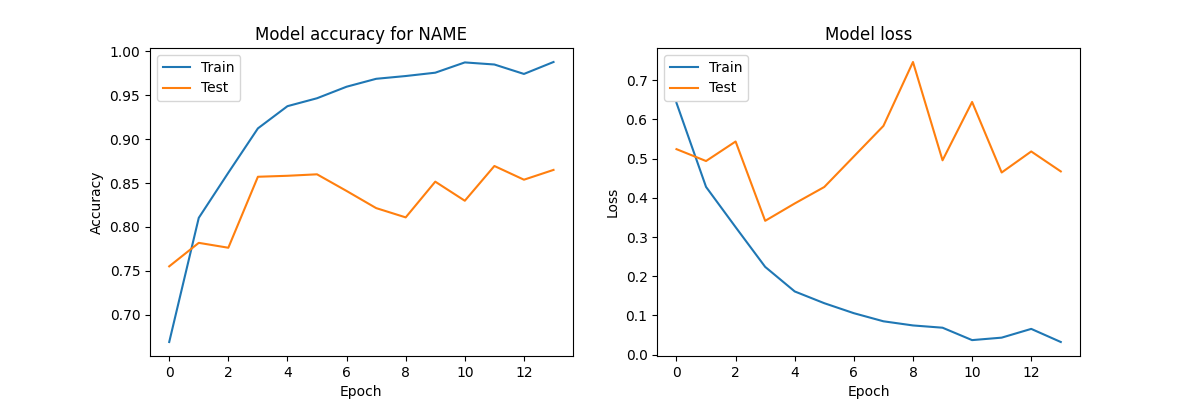 Model accuracy for NAME
Train
Test
1.00
0.95
0.90
0.85
0.80
0.75
0.70
Accuracy
0 2 4 6 8 10 12
Epoch
Model loss
Train
Test
0.7
0.6
0.5
0.4
0.3
0.2
0.1
0.0
Loss
0 2 4 6 8 10 12
Epoch